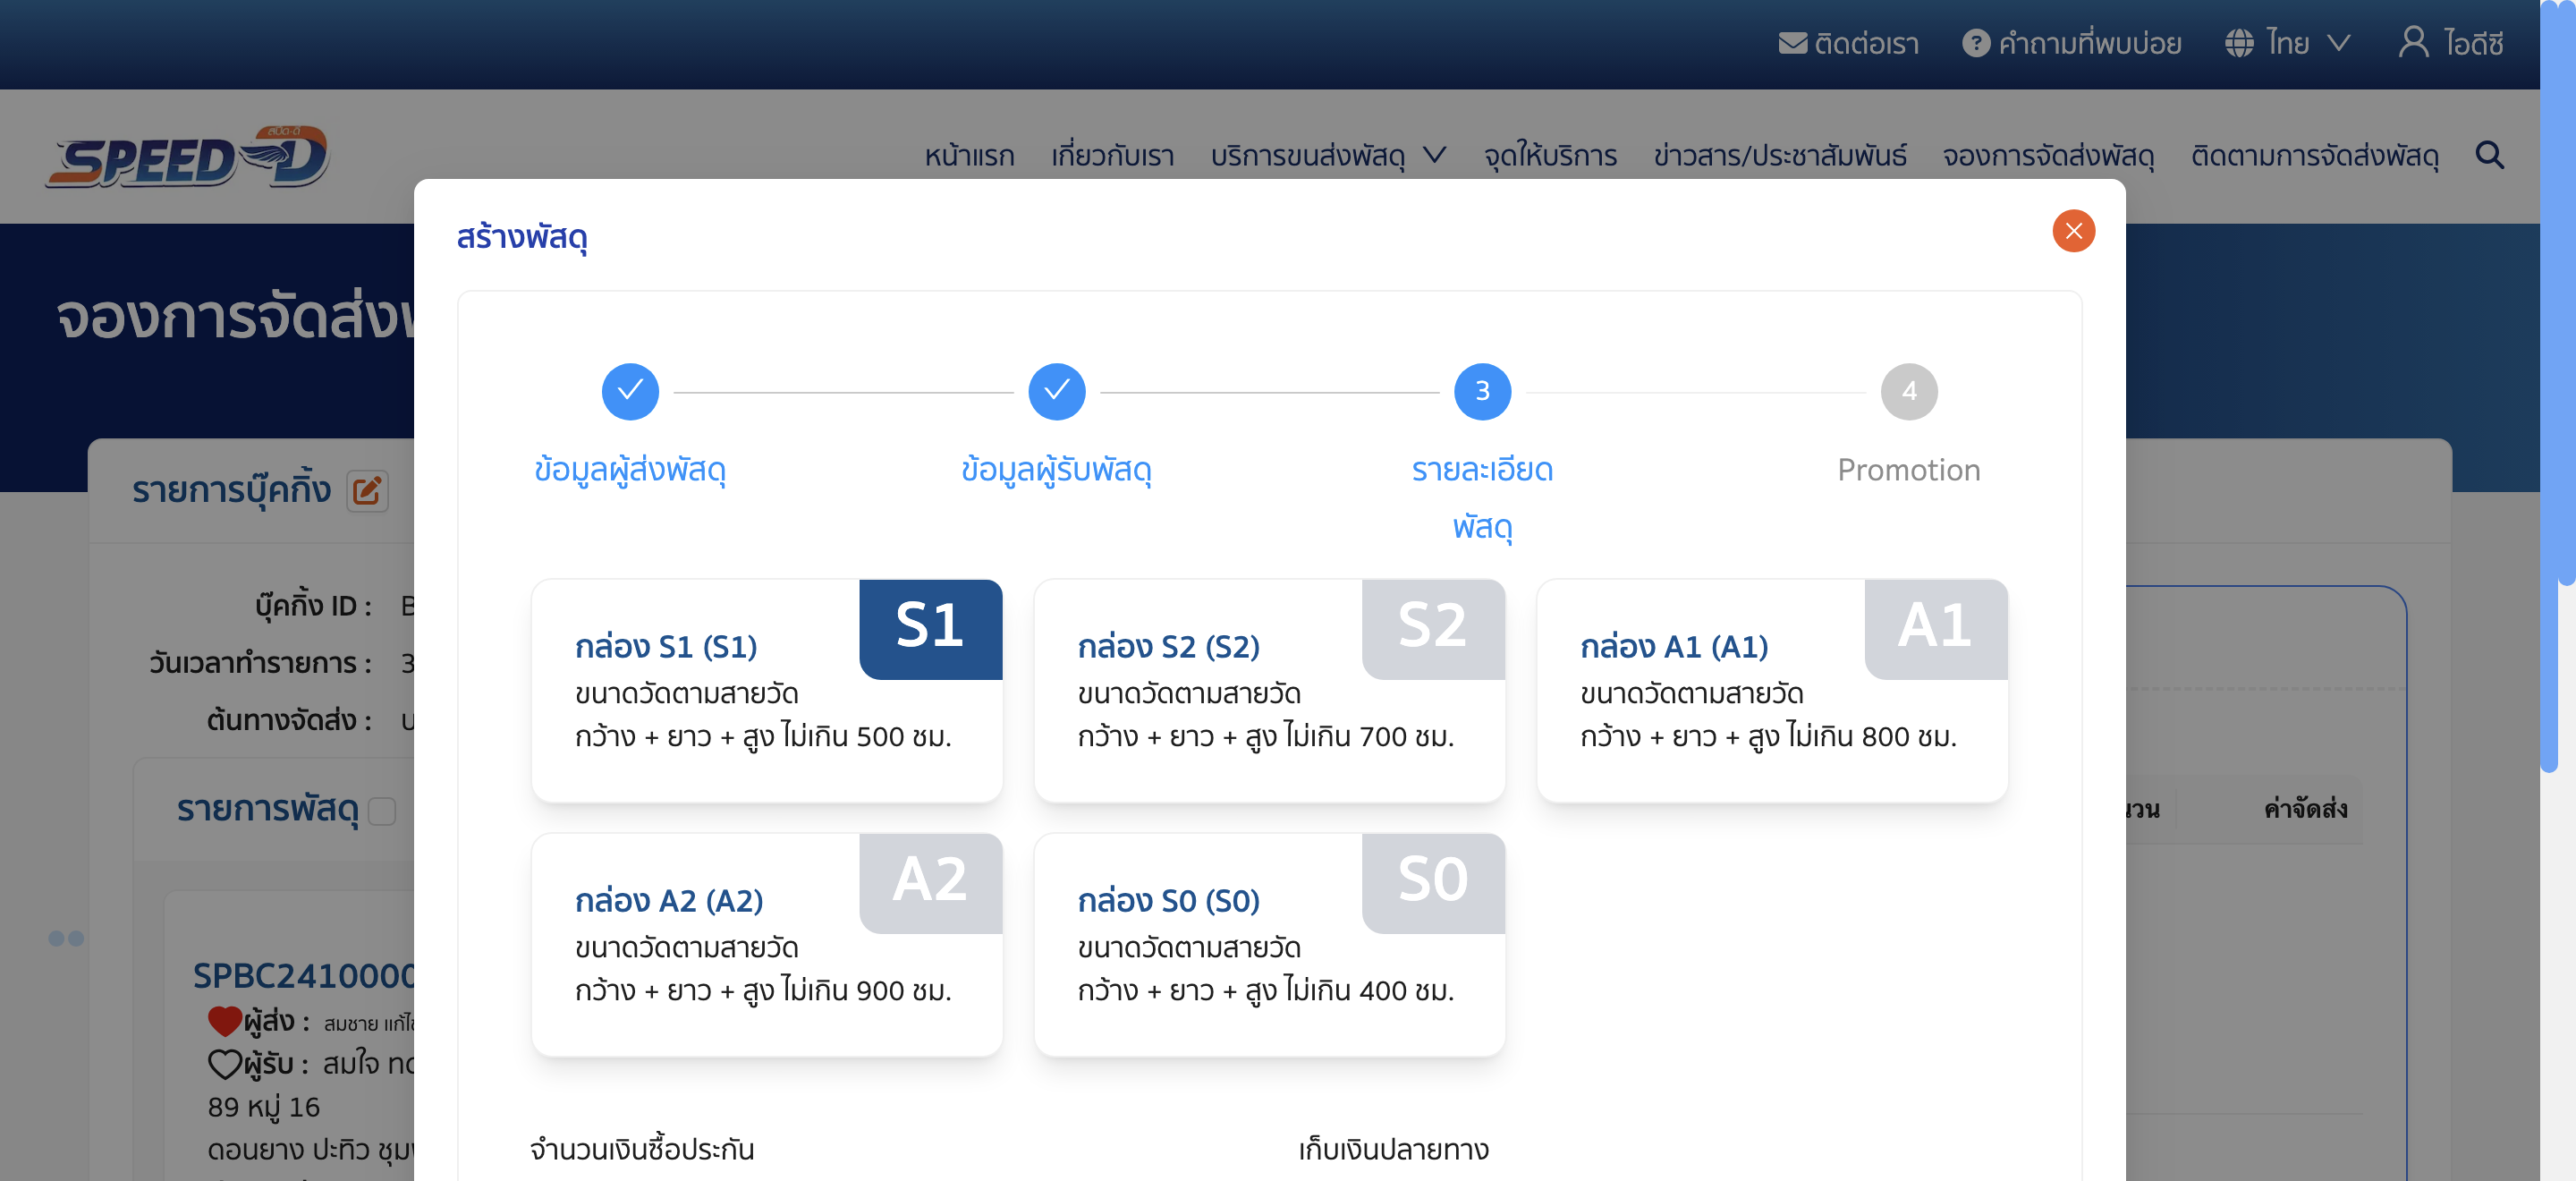 ติดต่อเรา
คำถามที่พบบ่อย
ไทย
ไอดีซี
สปีด-ดี
SPEED-D
หน้าแรก
เกี่ยวกับเรา
บริการขนส่งพัสดุ
จุดให้บริการ
ข่าวสาร/ประชาสัมพันธ์
จองการจัดส่งพัสดุ
ติดตามการจัดส่งพัสดุ
สร้างพัสดุ
จองการจัดส่ง
3
4
ข้อมูลผู้ส่งพัสดุ
ข้อมูลผู้รับพัสดุ
รายละเอียด
พัสดุ
Promotion
รายการบุ๊คกิ้ง
บุ๊คกิ้ง ID :
วันเวลาทำรายการ : 3
ต้นทางจัดส่ง :
รายการพัสดุ
S1
กล่อง S1 (S1)
ขนาดวัดตามสายวัด
กว้าง + ยาว + สูง ไม่เกิน 500 ซม.
S2
กล่อง S2 (S2)
ขนาดวัดตามสายวัด
กว้าง + ยาว + สูง ไม่เกิน 700 ซม.
A1
กล่อง A1 (A1)
ขนาดวัดตามสายวัด
กว้าง + ยาว + สูง ไม่เกิน 800 ซม.
A2
กล่อง A2 (A2)
ขนาดวัดตามสายวัด
กว้าง + ยาว + สูง ไม่เกิน 900 ซม.
S0
กล่อง S0 (S0)
ขนาดวัดตามสายวัด
กว้าง + ยาว + สูง ไม่เกิน 400 ซม.
ค่าจัดส่ง
SPBC2410000
ผู้ส่ง : สมชาย
ผู้รับ : สมใจ
89 หมู่ 16
ดอนยาง ปะทิว
จำนวนเงินซื้อประกัน
เก็บเงินปลายทาง